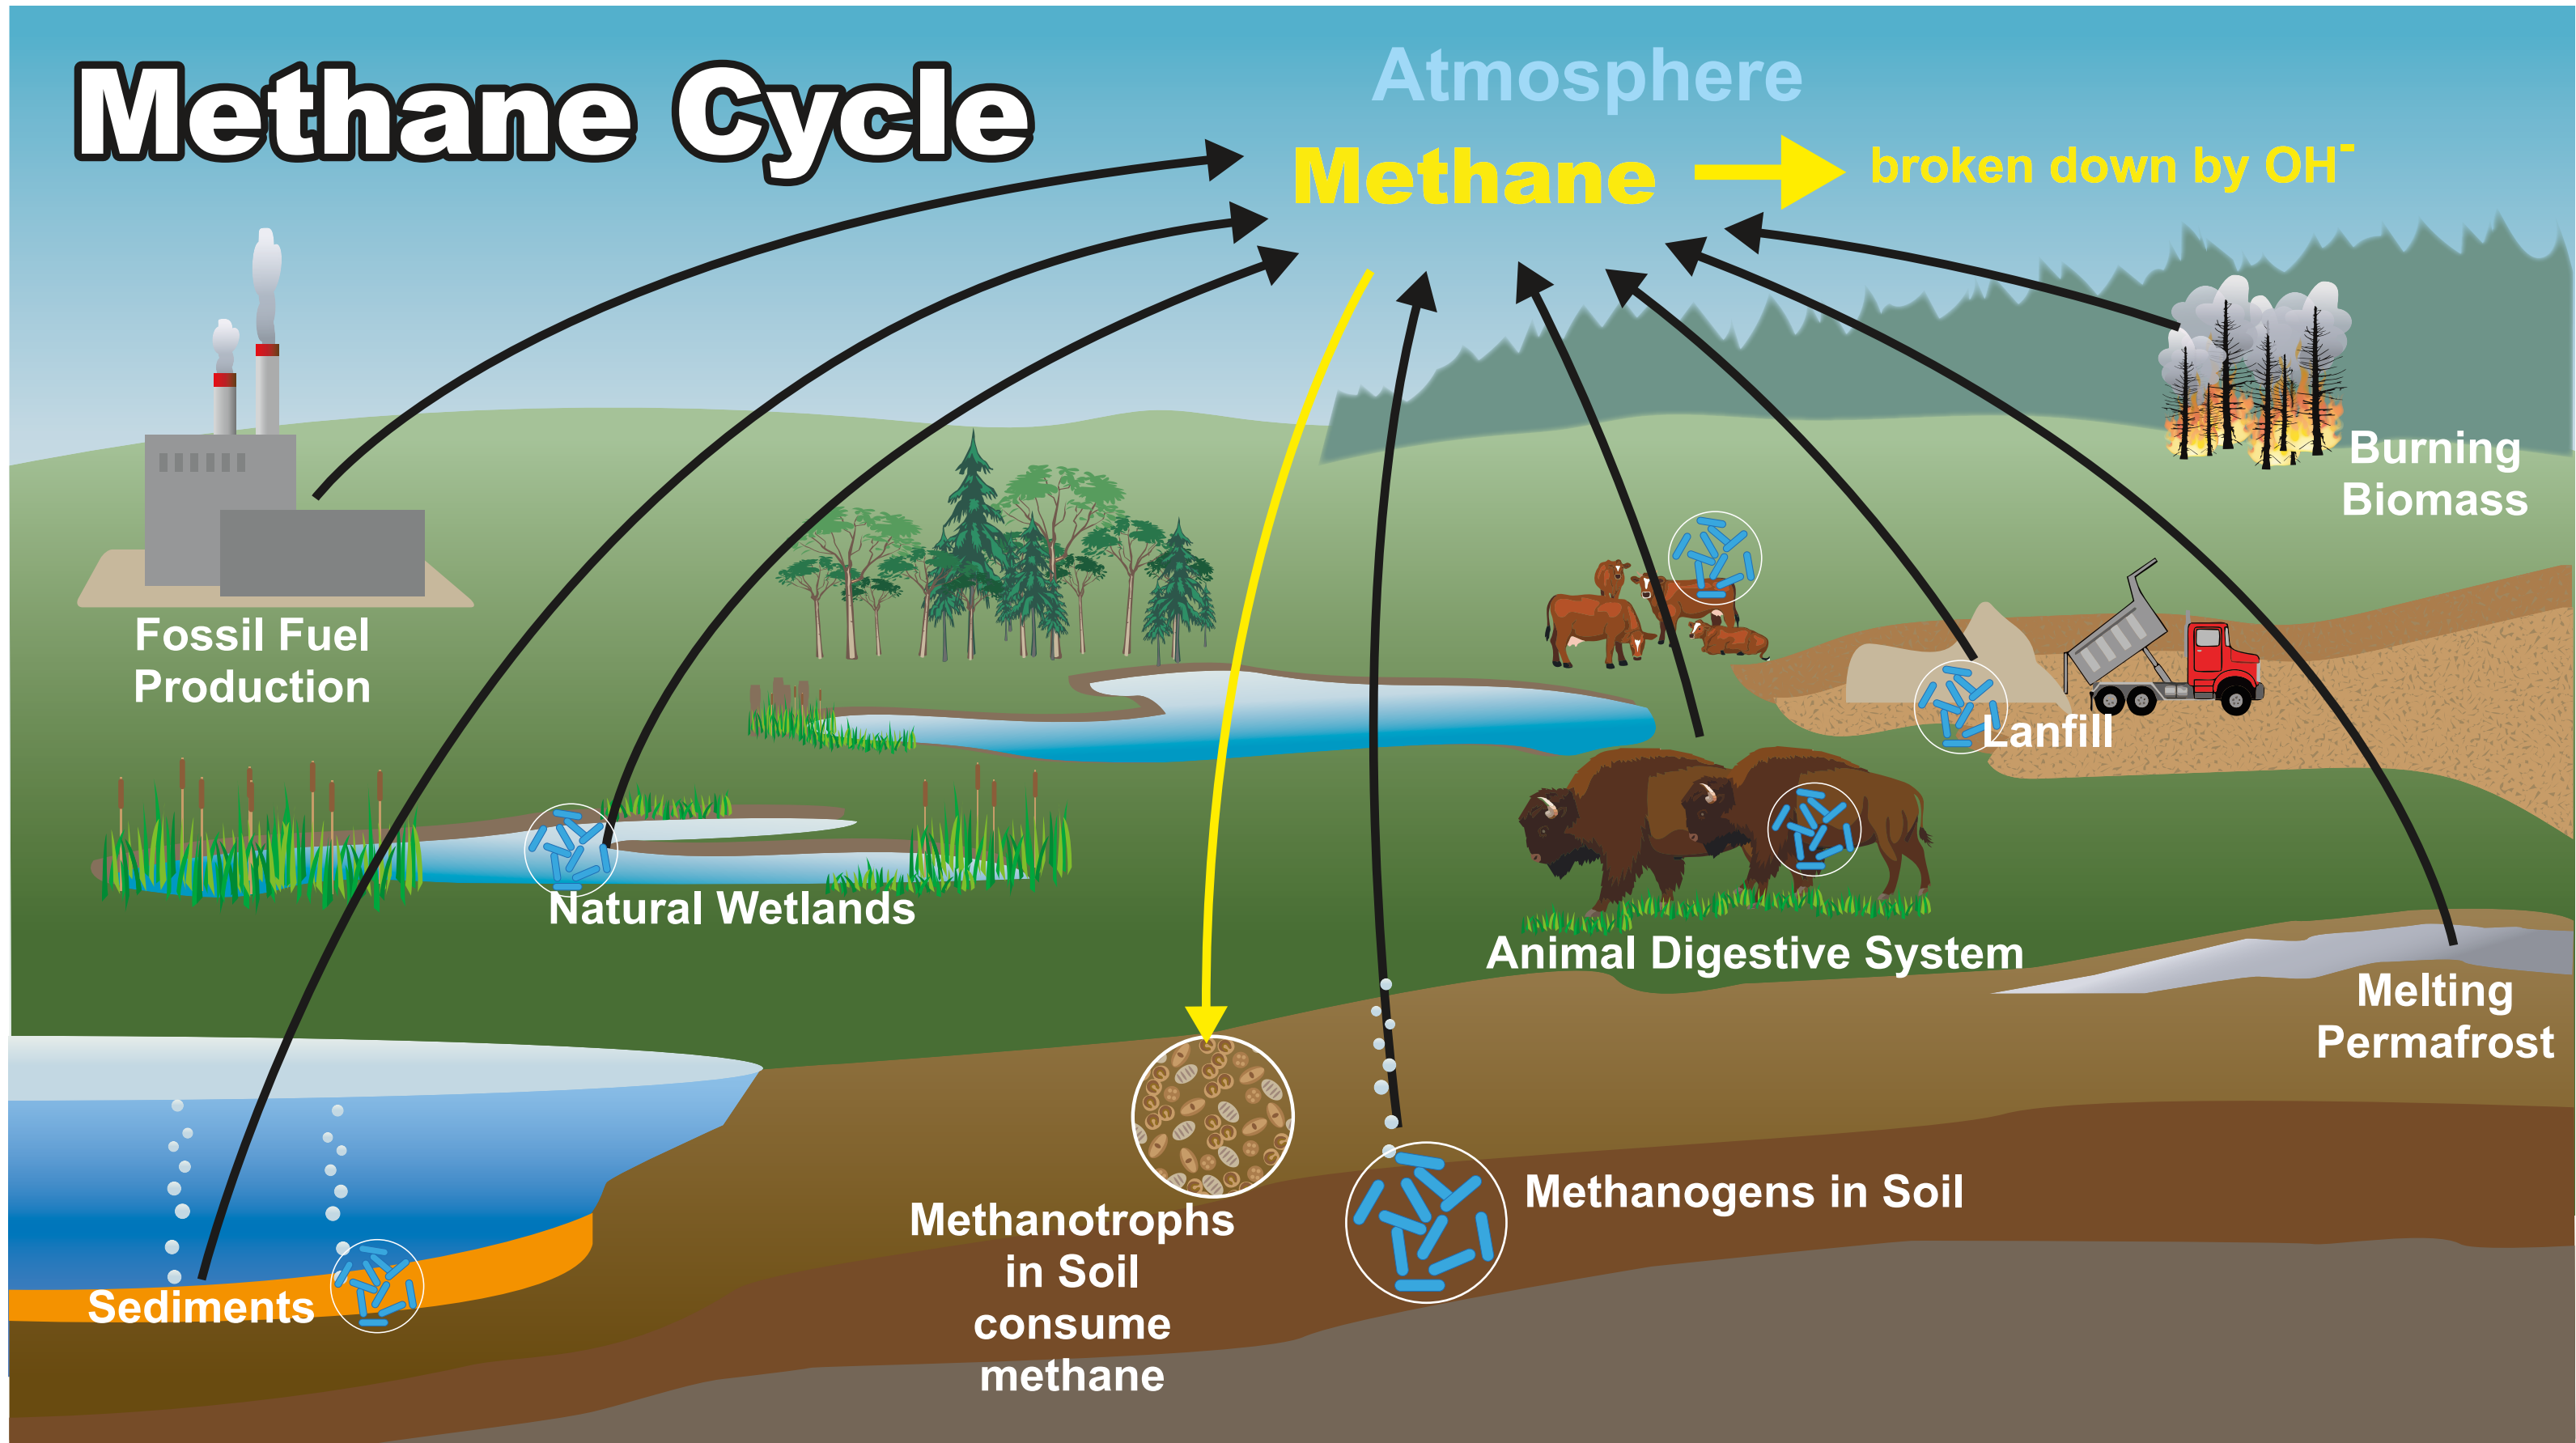 Methane Cycle
Atmosphere
Methane
broken down by OH⁻
Burning
Biomass
Fossil Fuel
Production
Lanfill
Natural Wetlands
Animal Digestive System
Melting
Permafrost
Methanotrophs
in Soil
consume
methane
Methanogens in Soil
Sediments